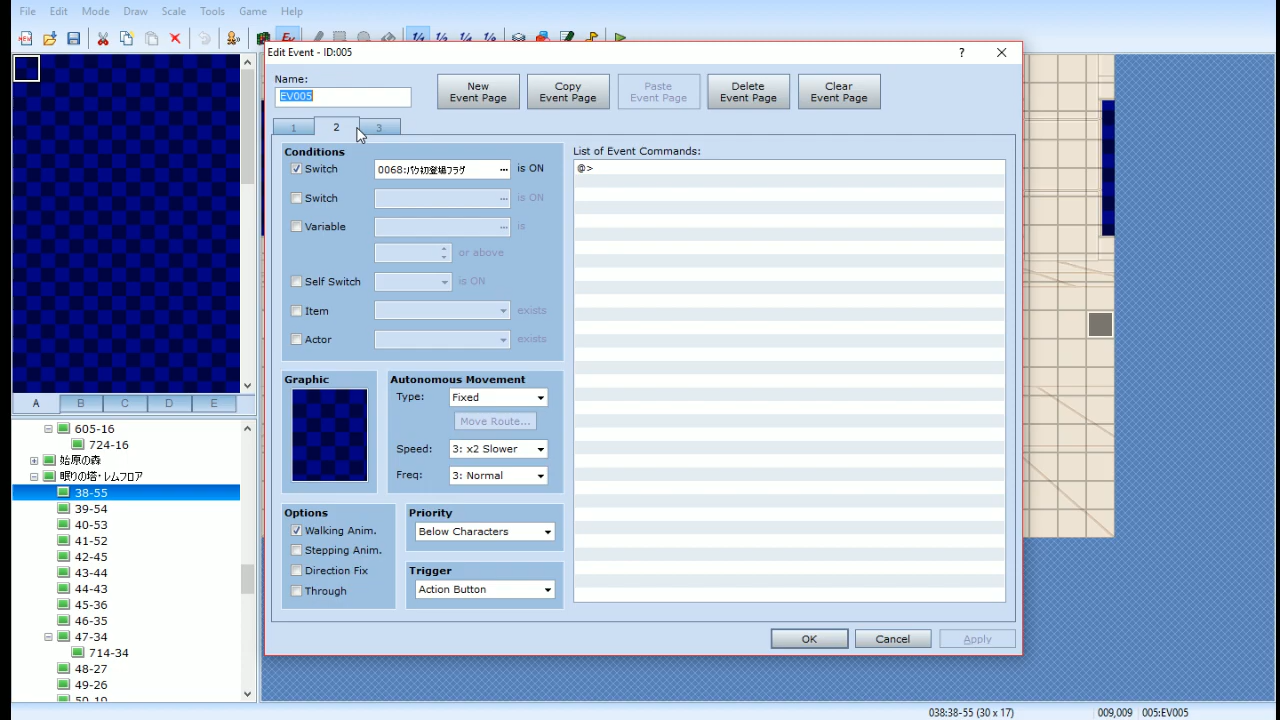 File Edit Mode Draw Scale Tools Game Help
Edit Event - ID:005
Name:
EV005
New Event Page
Copy Event Page
Paste Event Page
Delete Event Page
Clear Event Page
1 2 3
Conditions
Switch 0068:パケ初登場フラグ ... is ON
Switch ... is ON
Variable ... is
or above
Self Switch is ON
Item exists
Actor exists
Graphic
Autonomous Movement
Type: Fixed
Move Route...
Speed: 3: x2 Slower
Freq: 3: Normal
Options
Walking Anim.
Stepping Anim.
Direction Fix
Through
Priority
Below Characters
Trigger
Action Button
List of Event Commands:
@>
OK Cancel Apply
A B C D E
605-16
724-16
始原の森
眠りの塔・レムフロア
38-55
39-54
40-53
41-52
42-45
43-44
44-43
45-36
46-35
47-34
714-34
48-27
49-26
038:38-55 (30 x 17) 009,009 005:EV005